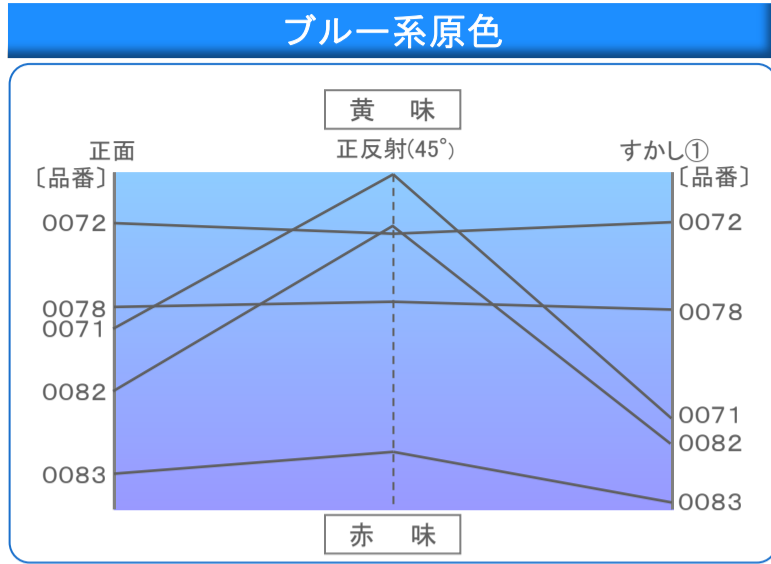 ブルー系原色
黄 味
正面 正反射(45°) すかし①
〔品番〕 〔品番〕
0072 0072
0078 0078
0071 0071
0082 0082
0083 0083
赤 味